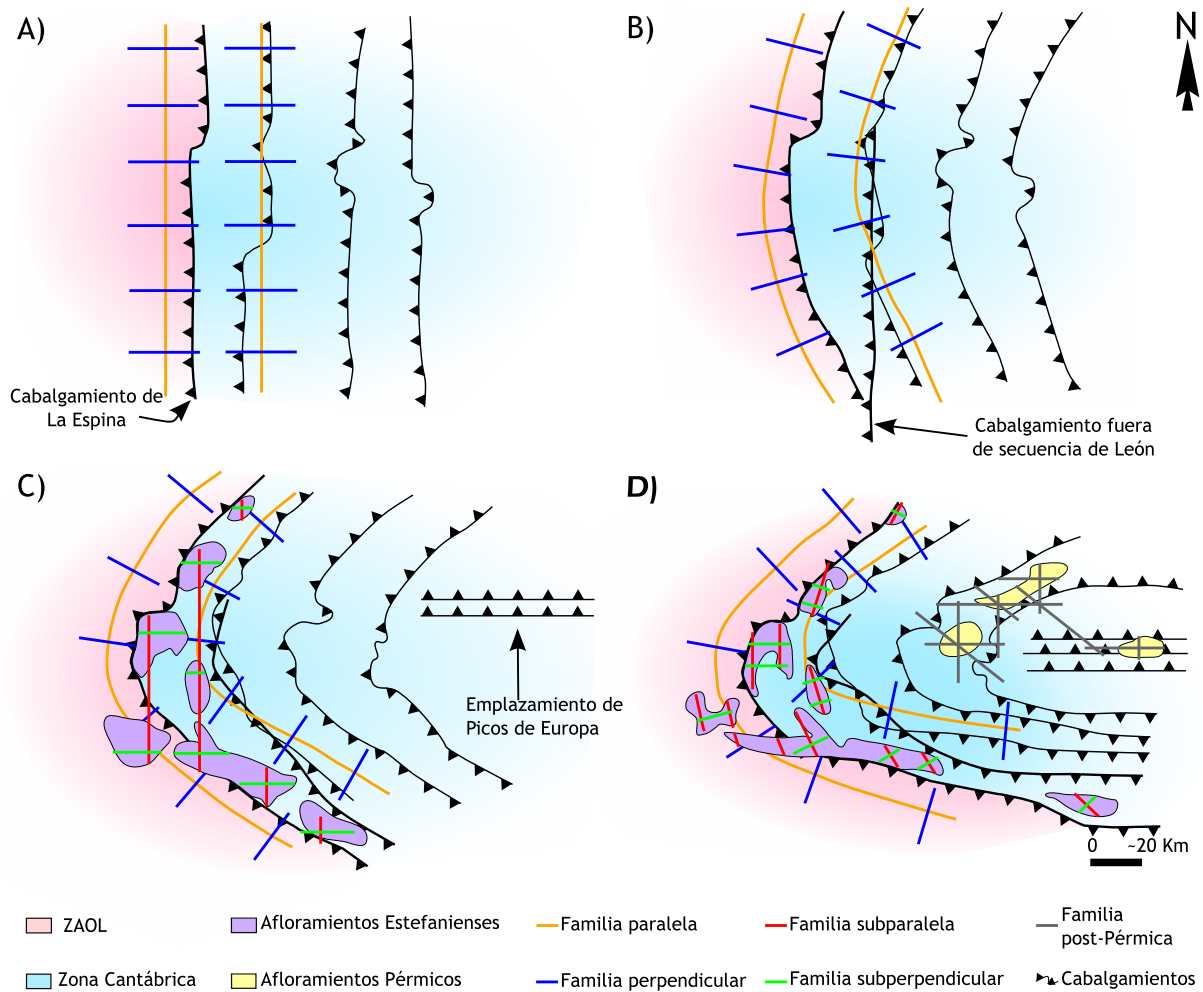 A)
B)
N
Cabalgamiento de
La Espina
Cabalgamiento fuera
de secuencia de León
C)
D)
Emplazamiento de
Picos de Europa
0 ~20 Km
ZAOL
Afloramientos Estefanienses
Familia paralela
Familia subparalela
Familia
post-Pérmica
Zona Cantábrica
Afloramientos Pérmicos
Familia perpendicular
Familia subperpendicular
Cabalgamientos